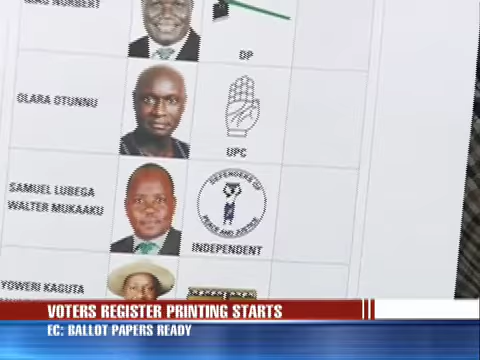 NORBERT
DP
OLARA OTUNNU
UPC
SAMUEL LUBEGA
WALTER MUKAAKU
DEFENDERS OF
PEACE AND JUSTICE
INDEPENDENT
YOWERI KAGUTA
VOTERS REGISTER PRINTING STARTS
EC: BALLOT PAPERS READY